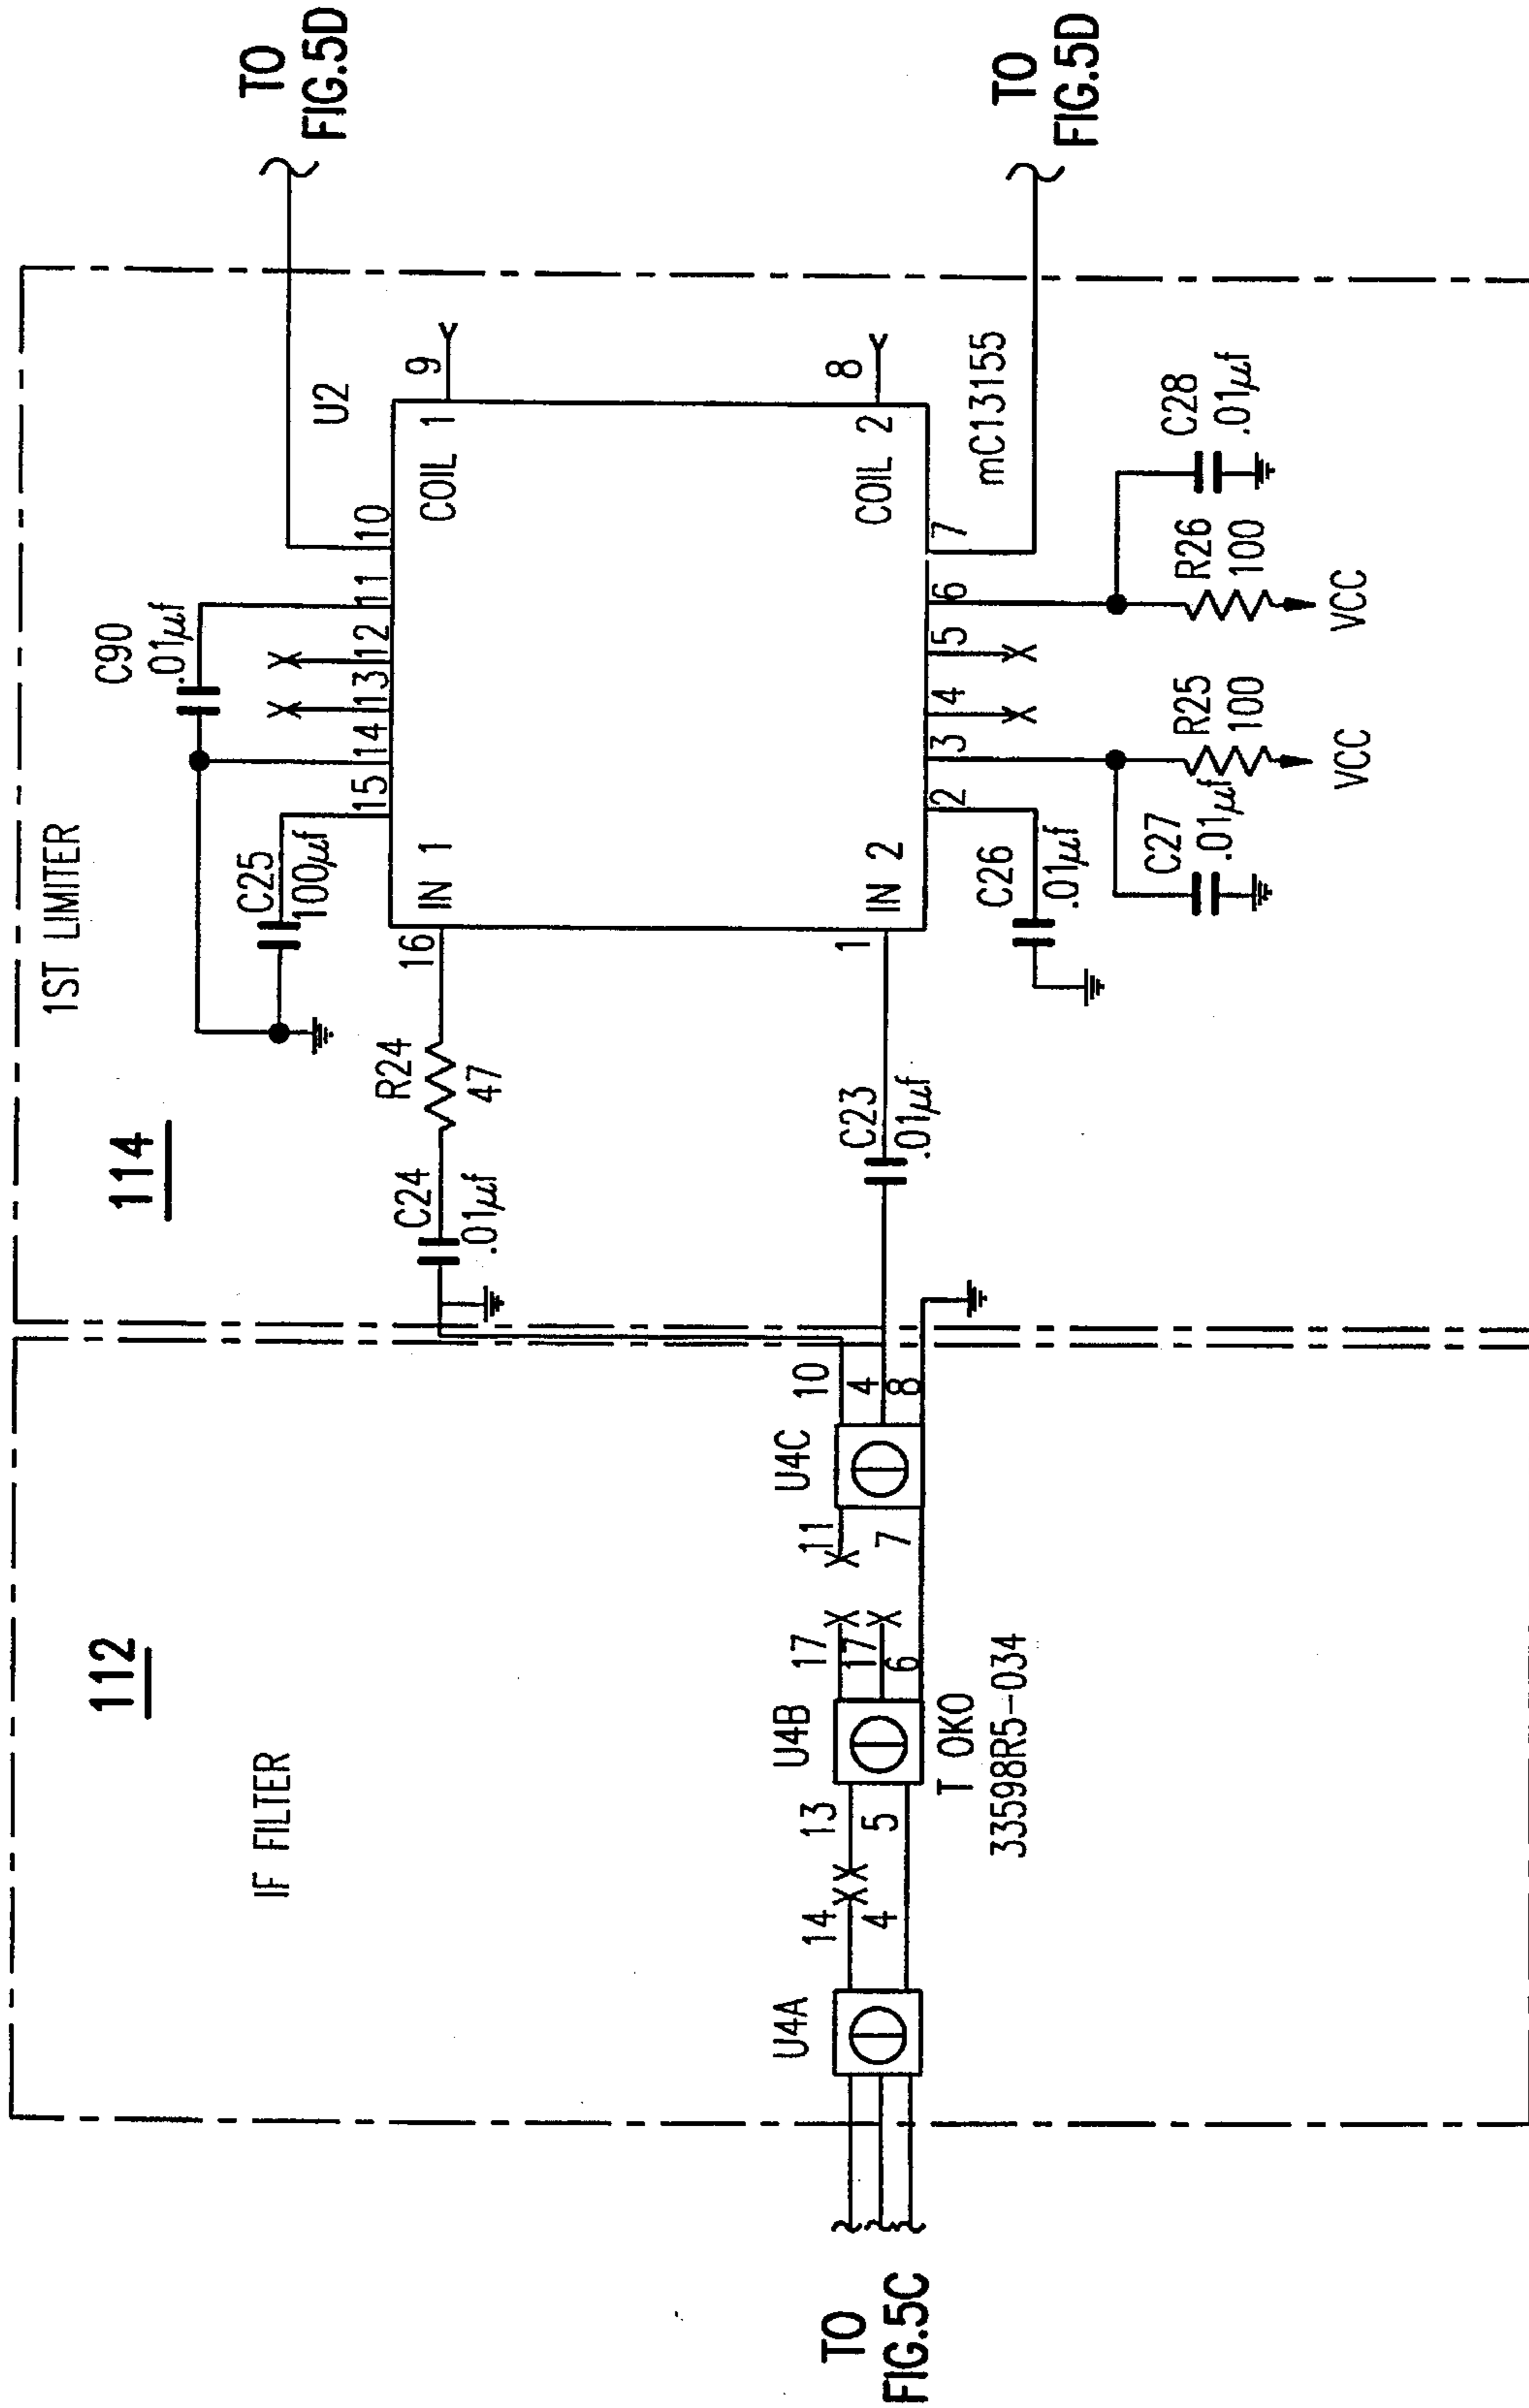 TO
FIG.5D
TO
FIG.5D
1ST LIMITER
114
C90
.01µf
C25
100µf
U2
15
14
13
12
11
10
16
IN 1
COIL 1
9
R24
47
C24
.01µf
C23
.01µf
1
IN 2
COIL 2
8
2
3
4
5
6
7
mC13155
C26
.01µf
C27
.01µf
R25
100
VCC
R26
100
VCC
C28
.01µf
112
IF FILTER
U4A
14
4
13
5
U4B
17
17
6
11
7
U4C
10
4
8
T OKO
33598R5-034
TO
FIG.5C